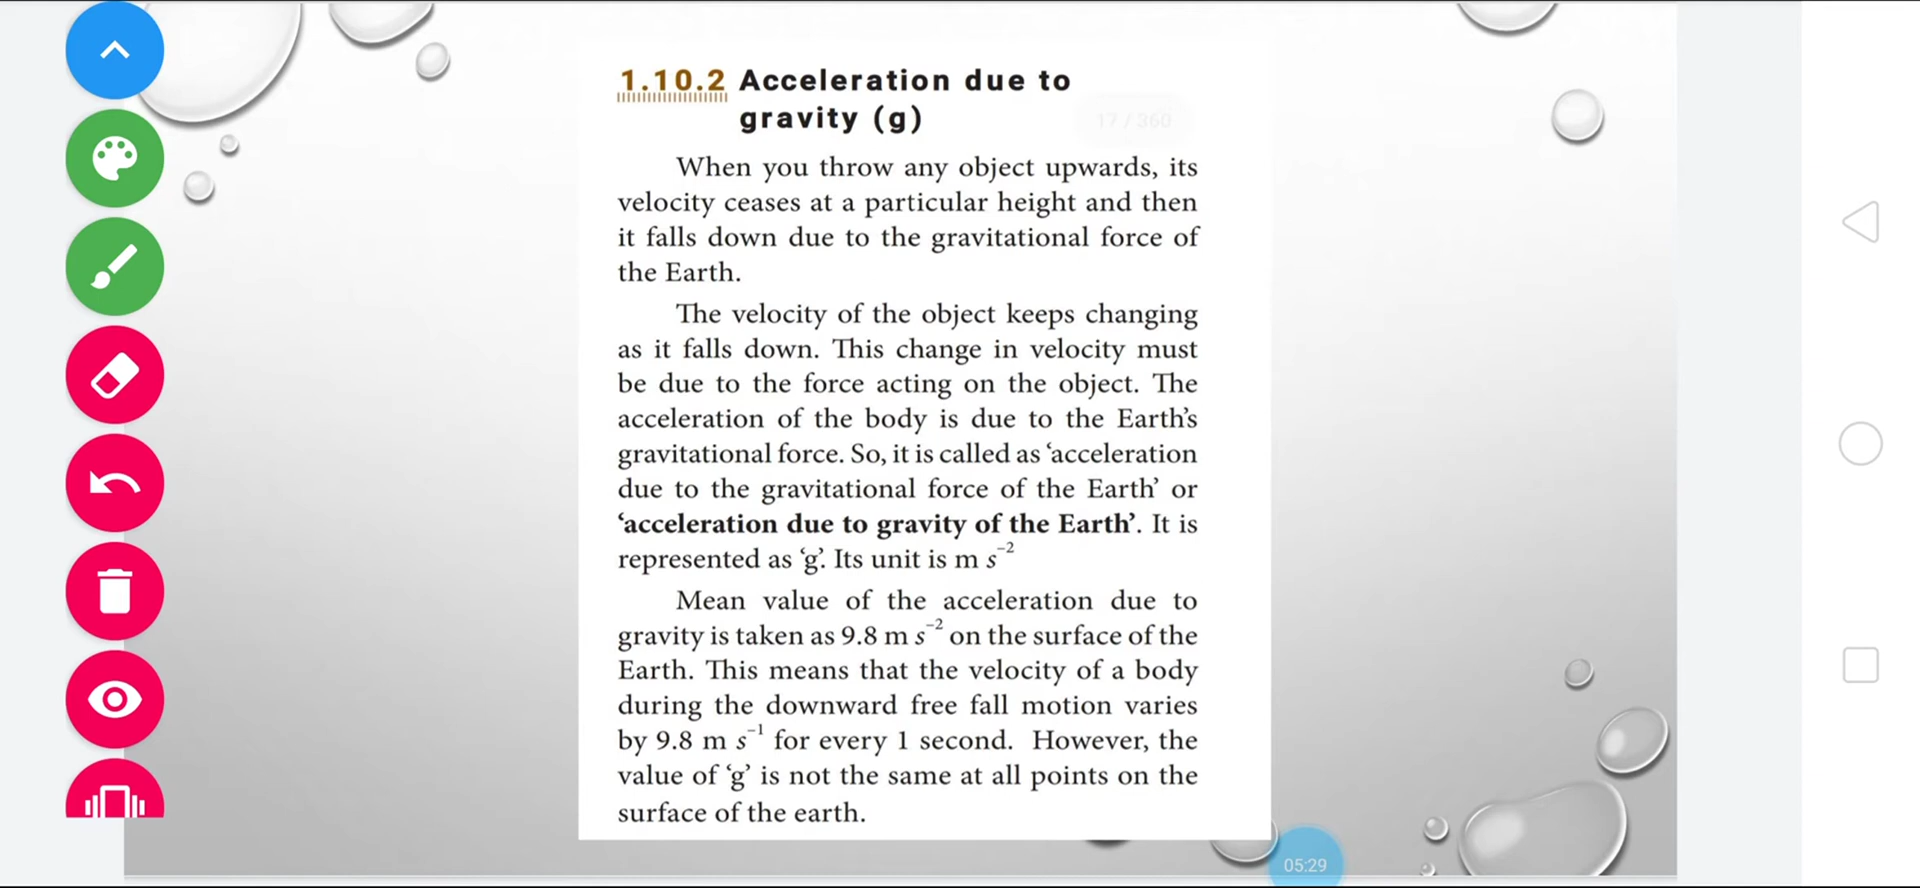 1.10.2 Acceleration due to
gravity (g)
17 / 360
When you throw any object upwards, its
velocity ceases at a particular height and then
it falls down due to the gravitational force of
the Earth.
The velocity of the object keeps changing
as it falls down. This change in velocity must
be due to the force acting on the object. The
acceleration of the body is due to the Earth’s
gravitational force. So, it is called as ‘acceleration
due to the gravitational force of the Earth’ or
‘acceleration due to gravity of the Earth’. It is
represented as ‘g’. Its unit is m s⁻²
Mean value of the acceleration due to
gravity is taken as 9.8 m s⁻² on the surface of the
Earth. This means that the velocity of a body
during the downward free fall motion varies
by 9.8 m s⁻¹ for every 1 second. However, the
value of ‘g’ is not the same at all points on the
surface of the earth.
05:29